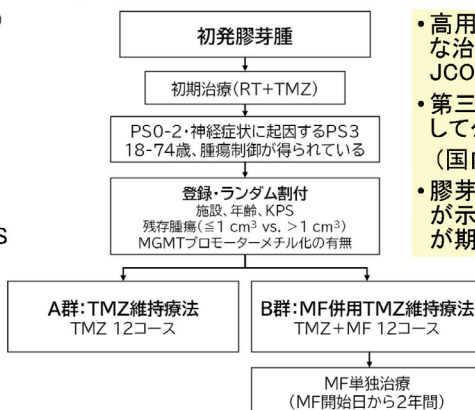 初発膠芽腫
初期治療(RT+TMZ)
PS0-2・神経症状に起因するPS3
18-74歳、腫瘍制御が得られている
登録・ランダム割付
施設、年齢、KPS
残存腫瘍(≦1 cm³ vs. >1 cm³)
MGMTプロモーターメチル化の有無
A群：TMZ維持療法
TMZ 12コース
B群：MF併用TMZ維持療法
TMZ+MF 12コース
MF単独治療
(MF開始日から2年間)
S
• 高用
な治
JCO
• 第三
して
(国
• 膠芽
が示
が期